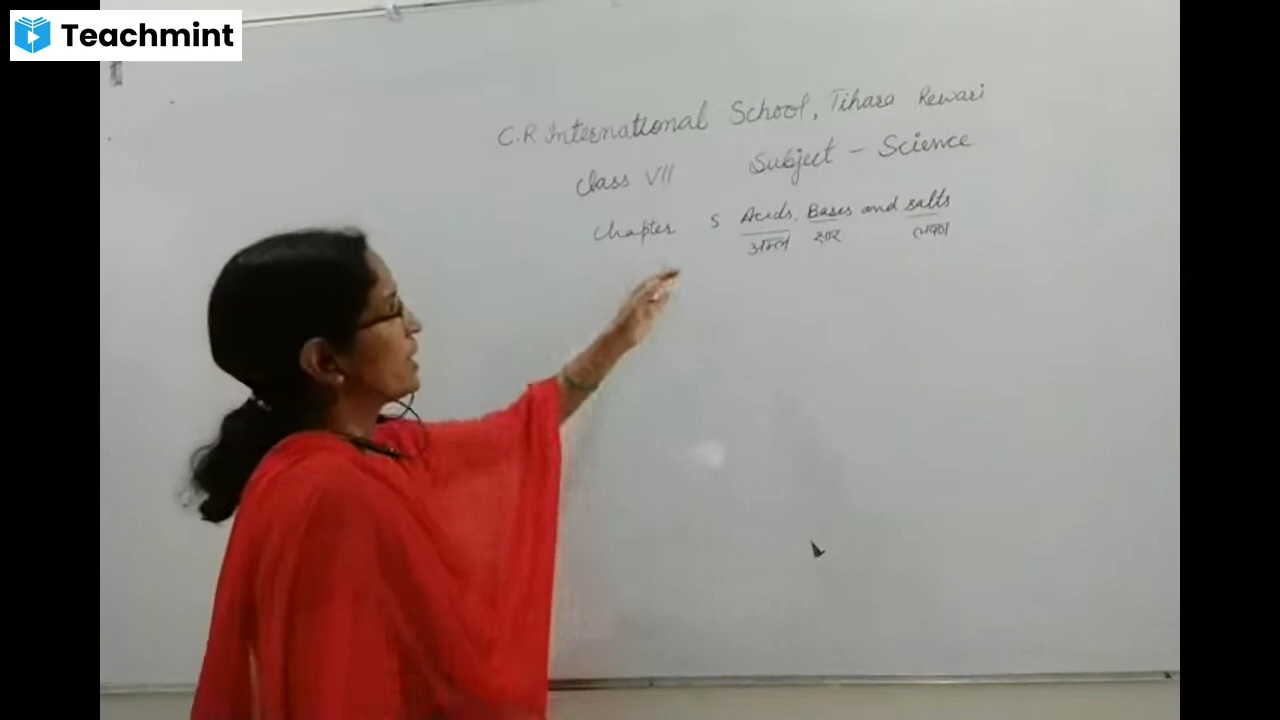 Teachmint
C.R International School, Tihara Rewari
Class VII Subject - Science
Chapter 5 Acids, Bases and salts
अम्ल क्षार लवण